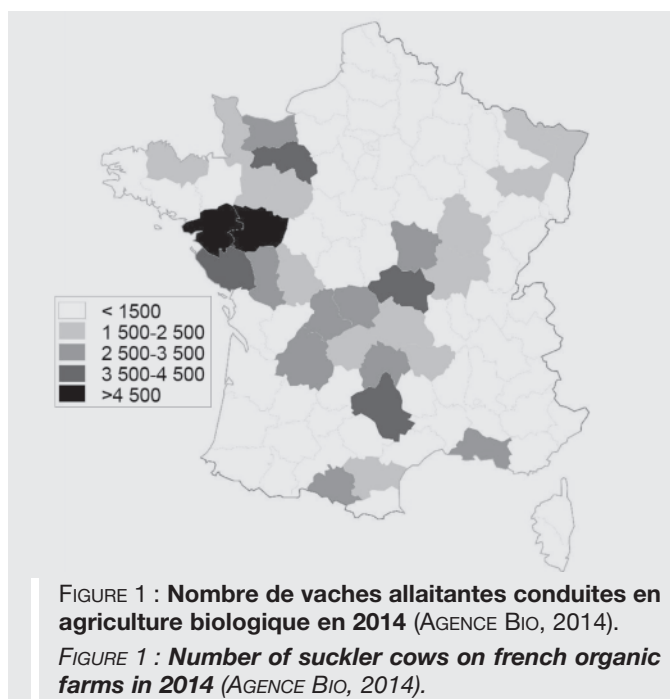 < 1500
1 500-2 500
2 500-3 500
3 500-4 500
>4 500
FIGURE 1 : Nombre de vaches allaitantes conduites en
agriculture biologique en 2014 (AGENCE BIO, 2014).
FIGURE 1 : Number of suckler cows on french organic
farms in 2014 (AGENCE BIO, 2014).